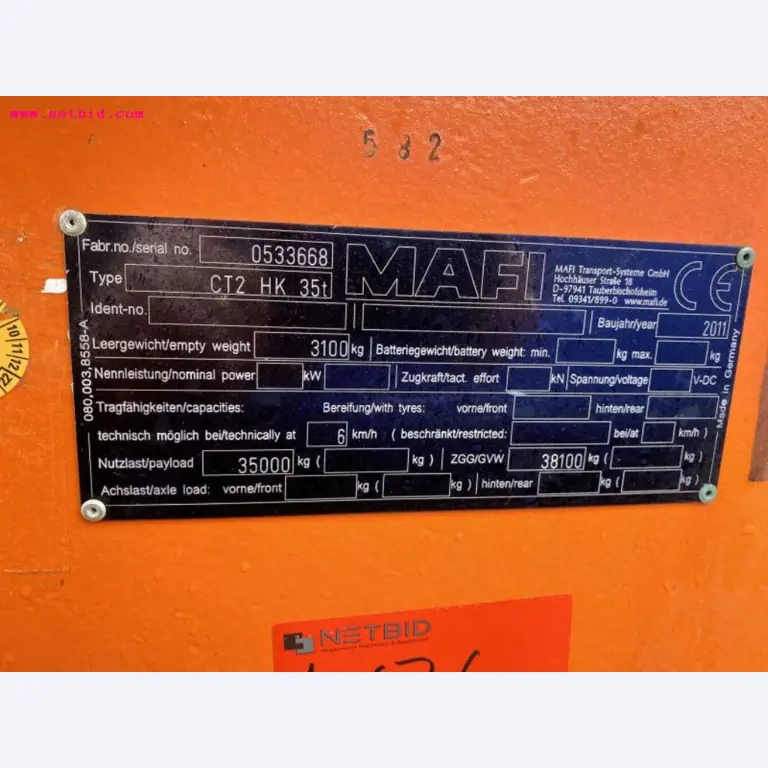 www.netbid.com
582
Fabr.no./serial no. 0533668
MAFI
MAFI Transport-Systeme GmbH
Hochhäuser Straße 18
D-97941 Tauberbischofsheim
Tel. 09341/899-0 www.mafi.de
CE
Type CT2 HK 35t
Ident-no.
Baujahr/year 2011
Leergewicht/empty weight 3100 kg Batteriegewicht/battery weight: min. kg max. kg
Nennleistung/nominal power kW Zugkraft/tact. effort kN Spannung/voltage V-DC
Tragfähigkeiten/capacities: Bereifung/with tyres: vorne/front hinten/rear
technisch möglich bei/technically at 6 km/h ( beschränkt/restricted: bei/at km/h )
Nutzlast/payload 35000 kg ( kg ) ZGG/GVW 38100 kg ( kg )
Achslast/axle load: vorne/front kg ( kg ) hinten/rear kg ( kg )
080.003.8558-A
Made in Germany
10/11/12/
NETBID